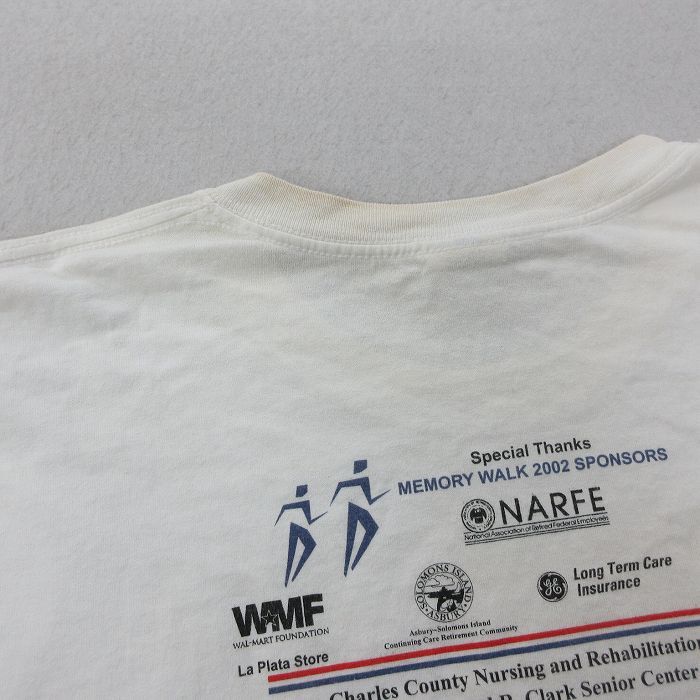 Special Thanks
MEMORY WALK 2002 SPONSORS
NARFE
National Association of Retired Federal Employees
SOLOMONS ISLAND
ASBURY
Asbury~Solomons Island
Continuing Care Retirement Community
GE
Long Term Care
Insurance
WMF
WAL-MART FOUNDATION
La Plata Store
Charles County Nursing and Rehabilitation
Clark Senior Center